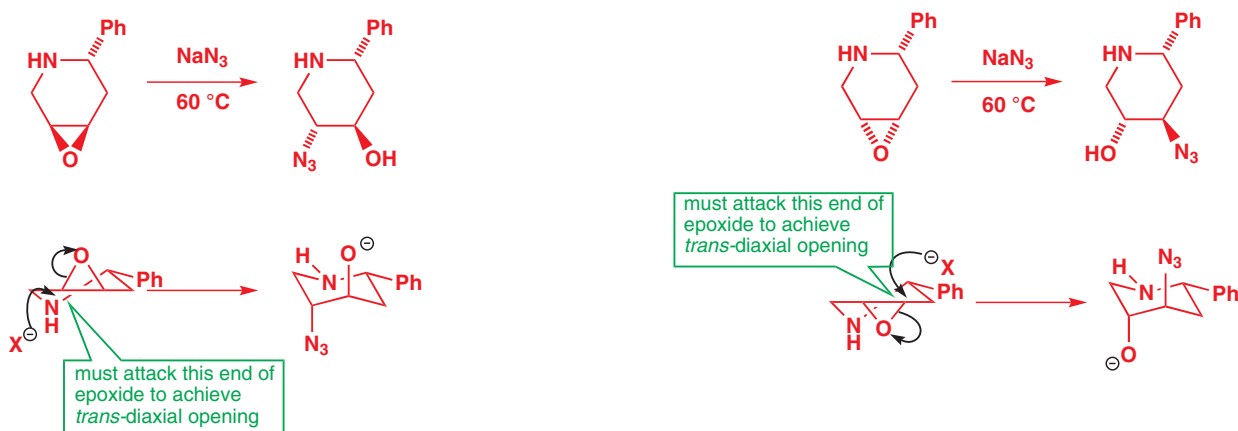 Ph
HN
NaN₃
60 °C
O
Ph
HN
N₃
OH
Ph
HN
NaN₃
60 °C
O
Ph
HN
HO
N₃
O
Ph
N
H
X⊖
must attack this end of
epoxide to achieve
trans-diaxial opening
H
O⊖
N
Ph
N₃
must attack this end of
epoxide to achieve
trans-diaxial opening
⊖X
Ph
N
H
O
N₃
H
N
Ph
⊖O